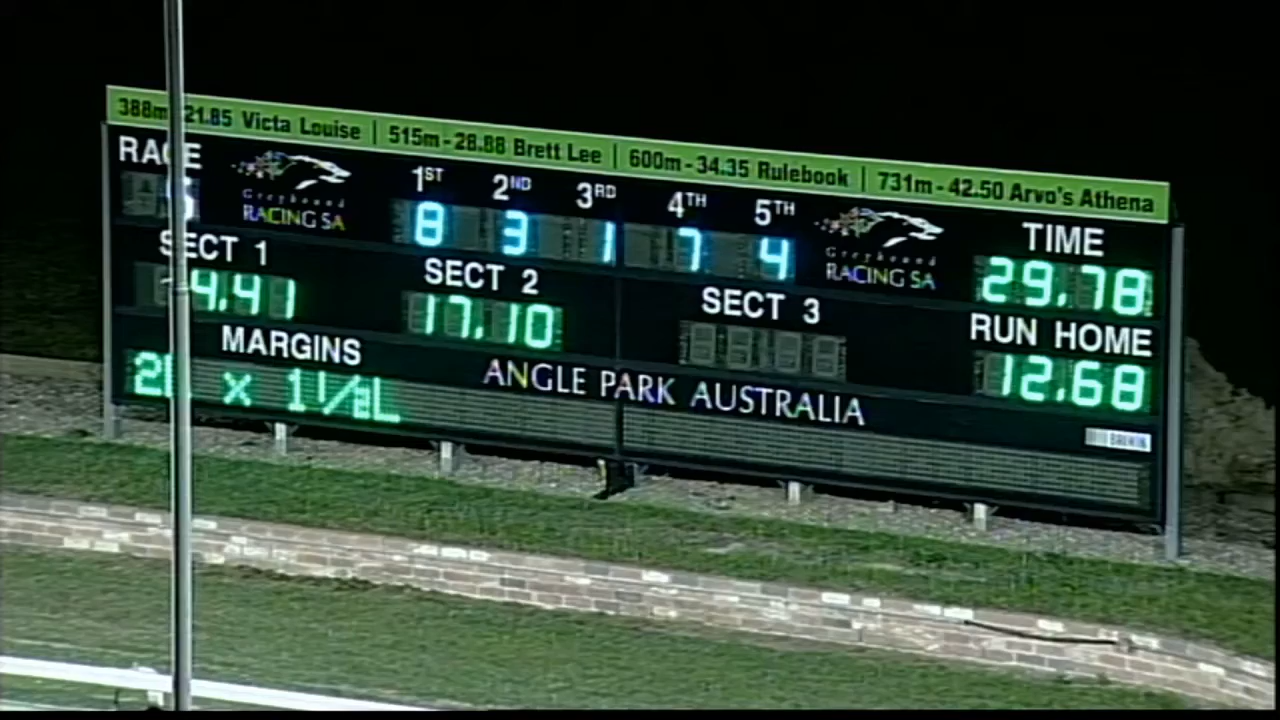 388m 21.85 Victa Louise | 515m - 28.88 Brett Lee | 600m - 34.35 Rulebook | 731m - 42.50 Arvo's Athena
RACE
Greyhound
RACING SA
1ST 2ND 3RD 4TH 5TH
8 3 1 7 4
Greyhound
RACING SA
TIME
29.78
SECT 1
4.41
SECT 2
17.10
SECT 3
RUN HOME
12.68
MARGINS
2L x 1 1/2L
ANGLE PARK AUSTRALIA